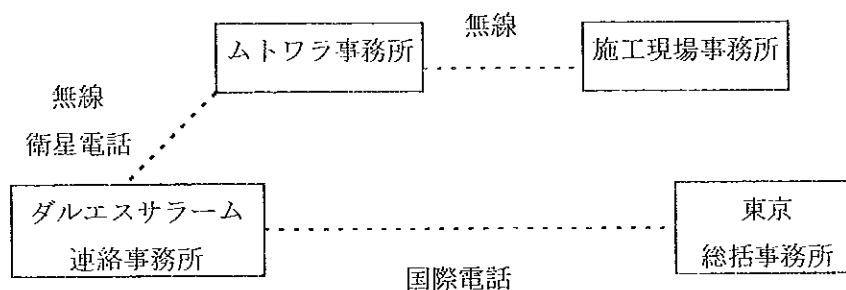 無線
ムトワラ事務所
施工現場事務所
無線
衛星電話
ダルエスサラーム
連絡事務所
東京
総括事務所
国際電話